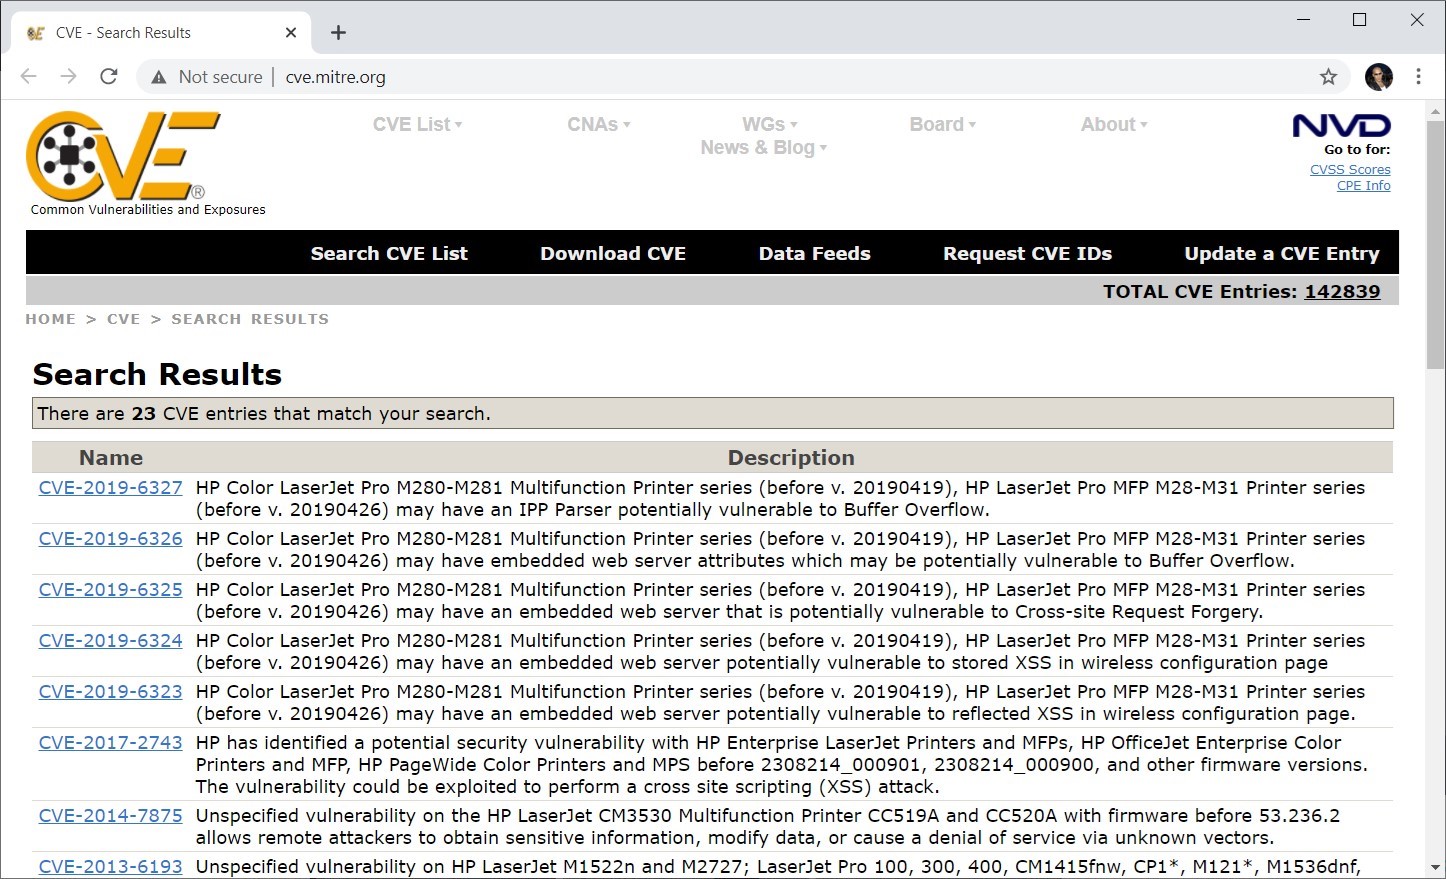 CVE - Search Results
Not secure | cve.mitre.org
CVE List
CNAs
WGs
Board
About
News & Blog
CVE®
Common Vulnerabilities and Exposures
NVD
Go to for:
CVSS Scores
CPE Info
Search CVE List
Download CVE
Data Feeds
Request CVE IDs
Update a CVE Entry
TOTAL CVE Entries: 142839
HOME > CVE > SEARCH RESULTS
Search Results
There are 23 CVE entries that match your search.
Name Description
CVE-2019-6327 HP Color LaserJet Pro M280-M281 Multifunction Printer series (before v. 20190419), HP LaserJet Pro MFP M28-M31 Printer series
(before v. 20190426) may have an IPP Parser potentially vulnerable to Buffer Overflow.
CVE-2019-6326 HP Color LaserJet Pro M280-M281 Multifunction Printer series (before v. 20190419), HP LaserJet Pro MFP M28-M31 Printer series
(before v. 20190426) may have embedded web server attributes which may be potentially vulnerable to Buffer Overflow.
CVE-2019-6325 HP Color LaserJet Pro M280-M281 Multifunction Printer series (before v. 20190419), HP LaserJet Pro MFP M28-M31 Printer series
(before v. 20190426) may have an embedded web server that is potentially vulnerable to Cross-site Request Forgery.
CVE-2019-6324 HP Color LaserJet Pro M280-M281 Multifunction Printer series (before v. 20190419), HP LaserJet Pro MFP M28-M31 Printer series
(before v. 20190426) may have an embedded web server potentially vulnerable to stored XSS in wireless configuration page
CVE-2019-6323 HP Color LaserJet Pro M280-M281 Multifunction Printer series (before v. 20190419), HP LaserJet Pro MFP M28-M31 Printer series
(before v. 20190426) may have an embedded web server potentially vulnerable to reflected XSS in wireless configuration page.
CVE-2017-2743 HP has identified a potential security vulnerability with HP Enterprise LaserJet Printers and MFPs, HP OfficeJet Enterprise Color
Printers and MFP, HP PageWide Color Printers and MPS before 2308214_000901, 2308214_000900, and other firmware versions.
The vulnerability could be exploited to perform a cross site scripting (XSS) attack.
CVE-2014-7875 Unspecified vulnerability on the HP LaserJet CM3530 Multifunction Printer CC519A and CC520A with firmware before 53.236.2
allows remote attackers to obtain sensitive information, modify data, or cause a denial of service via unknown vectors.
CVE-2013-6193 Unspecified vulnerability on HP LaserJet M1522n and M2727; LaserJet Pro 100, 300, 400, CM1415fnw, CP1*, M121*, M1536dnf,